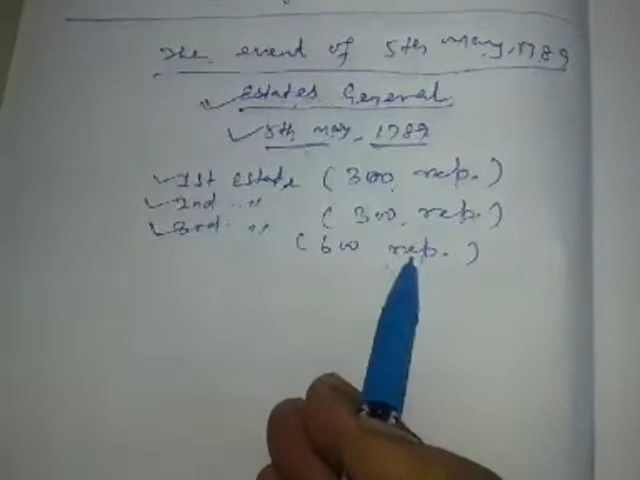 The event of 5th May, 1789
Estates General
5th May, 1789
1st estate (300 rep.)
2nd " (300 rep.)
3rd " (600 rep.)